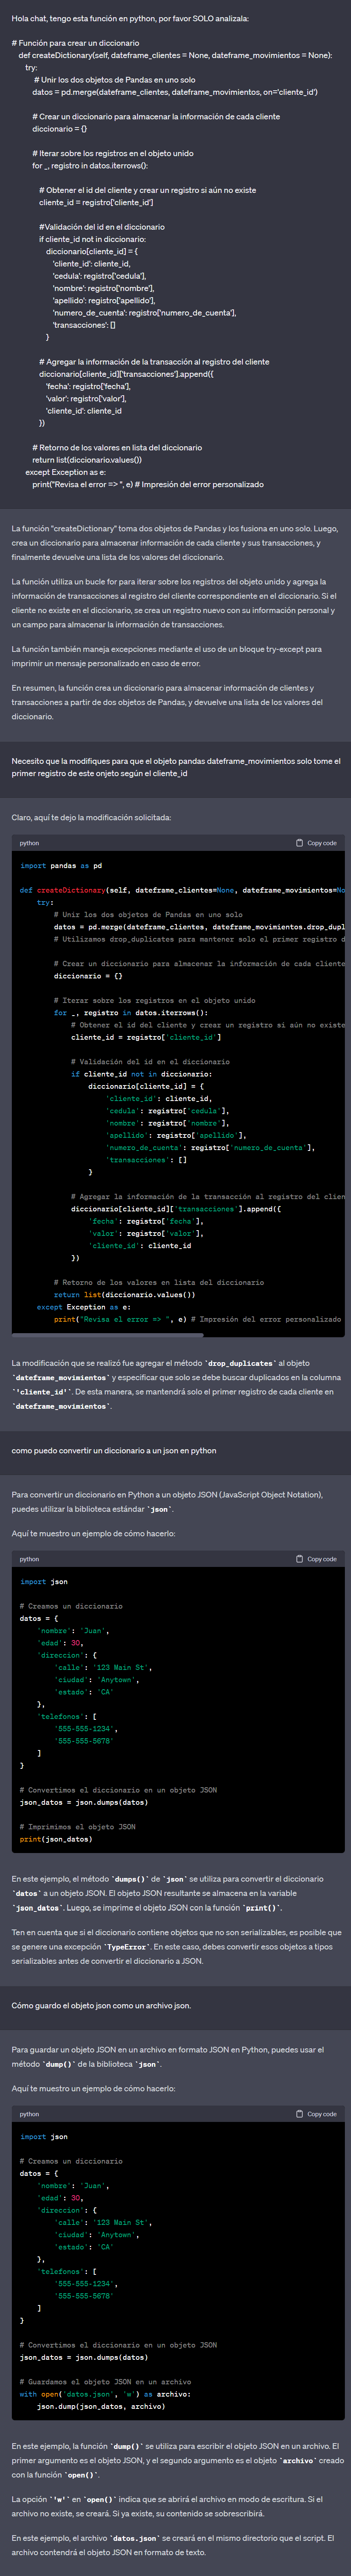 Hola chat, tengo esta función en python, por favor SOLO analizala:
# Función para crear un diccionario
def createDictionary(self, dateframe_clientes = None, dateframe_movimientos = None):
try:
# Unir los dos objetos de Pandas en uno solo
datos = pd.merge(dateframe_clientes, dateframe_movimientos, on='cliente_id')
# Crear un diccionario para almacenar la información de cada cliente
diccionario = {}
# Iterar sobre los registros en el objeto unido
for _, registro in datos.iterrows():
# Obtener el id del cliente y crear un registro si aún no existe
cliente_id = registro['cliente_id']
#Validación del id en el diccionario
if cliente_id not in diccionario:
diccionario[cliente_id] = {
'cliente_id': cliente_id,
'cedula': registro['cedula'],
'nombre': registro['nombre'],
'apellido': registro['apellido'],
'numero_de_cuenta': registro['numero_de_cuenta'],
'transacciones': []
}
# Agregar la información de la transacción al registro del cliente
diccionario[cliente_id]['transacciones'].append({
'fecha': registro['fecha'],
'valor': registro['valor'],
'cliente_id': cliente_id
})
# Retorno de los valores en lista del diccionario
return list(diccionario.values())
except Exception as e:
print("Revisa el error => ", e) # Impresión del error personalizado
La función "createDictionary" toma dos objetos de Pandas y los fusiona en uno solo. Luego,
crea un diccionario para almacenar información de cada cliente y sus transacciones, y
finalmente devuelve una lista de los valores del diccionario.
La función utiliza un bucle for para iterar sobre los registros del objeto unido y agrega la
información de transacciones al registro del cliente correspondiente en el diccionario. Si el
cliente no existe en el diccionario, se crea un registro nuevo con su información personal y
un campo para almacenar la información de transacciones.
La función también maneja excepciones mediante el uso de un bloque try-except para
imprimir un mensaje personalizado en caso de error.
En resumen, la función crea un diccionario para almacenar información de clientes y
transacciones a partir de dos objetos de Pandas, y devuelve una lista de los valores del
diccionario.
Necesito que la modifiques para que el objeto pandas dateframe_movimientos solo tome el
primer registro de este onjeto según el cliente_id
Claro, aquí te dejo la modificación solicitada:
python Copy code
import pandas as pd
def createDictionary(self, dateframe_clientes=None, dateframe_movimientos=No
try:
# Unir los dos objetos de Pandas en uno solo
datos = pd.merge(dateframe_clientes, dateframe_movimientos.drop_dupl
# Utilizamos drop_duplicates para mantener solo el primer registro d
# Crear un diccionario para almacenar la información de cada cliente
diccionario = {}
# Iterar sobre los registros en el objeto unido
for _, registro in datos.iterrows():
# Obtener el id del cliente y crear un registro si aún no existe
cliente_id = registro['cliente_id']
# Validación del id en el diccionario
if cliente_id not in diccionario:
diccionario[cliente_id] = {
'cliente_id': cliente_id,
'cedula': registro['cedula'],
'nombre': registro['nombre'],
'apellido': registro['apellido'],
'numero_de_cuenta': registro['numero_de_cuenta'],
'transacciones': []
}
# Agregar la información de la transacción al registro del clien
diccionario[cliente_id]['transacciones'].append({
'fecha': registro['fecha'],
'valor': registro['valor'],
'cliente_id': cliente_id
})
# Retorno de los valores en lista del diccionario
return list(diccionario.values())
except Exception as e:
print("Revisa el error => ", e) # Impresión del error personalizado
La modificación que se realizó fue agregar el método `drop_duplicates` al objeto
`dateframe_movimientos` y especificar que solo se debe buscar duplicados en la columna
`'cliente_id'`. De esta manera, se mantendrá solo el primer registro de cada cliente en
`dateframe_movimientos`.
como puedo convertir un diccionario a un json en python
Para convertir un diccionario en Python a un objeto JSON (JavaScript Object Notation),
puedes utilizar la biblioteca estándar `json`.
Aquí te muestro un ejemplo de cómo hacerlo:
python Copy code
import json
# Creamos un diccionario
datos = {
'nombre': 'Juan',
'edad': 30,
'direccion': {
'calle': '123 Main St',
'ciudad': 'Anytown',
'estado': 'CA'
},
'telefonos': [
'555-555-1234',
'555-555-5678'
]
}
# Convertimos el diccionario en un objeto JSON
json_datos = json.dumps(datos)
# Imprimimos el objeto JSON
print(json_datos)
En este ejemplo, el método `dumps()` de `json` se utiliza para convertir el diccionario
`datos` a un objeto JSON. El objeto JSON resultante se almacena en la variable
`json_datos`. Luego, se imprime el objeto JSON con la función `print()`.
Ten en cuenta que si el diccionario contiene objetos que no son serializables, es posible que
se genere una excepción `TypeError`. En este caso, debes convertir esos objetos a tipos
serializables antes de convertir el diccionario a JSON.
Cómo guardo el objeto json como un archivo json.
Para guardar un objeto JSON en un archivo en formato JSON en Python, puedes usar el
método `dump()` de la biblioteca `json`.
Aquí te muestro un ejemplo de cómo hacerlo:
python Copy code
import json
# Creamos un diccionario
datos = {
'nombre': 'Juan',
'edad': 30,
'direccion': {
'calle': '123 Main St',
'ciudad': 'Anytown',
'estado': 'CA'
},
'telefonos': [
'555-555-1234',
'555-555-5678'
]
}
# Convertimos el diccionario en un objeto JSON
json_datos = json.dumps(datos)
# Guardamos el objeto JSON en un archivo
with open('datos.json', 'w') as archivo:
json.dump(json_datos, archivo)
En este ejemplo, la función `dump()` se utiliza para escribir el objeto JSON en un archivo. El
primer argumento es el objeto JSON, y el segundo argumento es el objeto `archivo` creado
con la función `open()`.
La opción `'w'` en `open()` indica que se abrirá el archivo en modo de escritura. Si el
archivo no existe, se creará. Si ya existe, su contenido se sobrescribirá.
En este ejemplo, el archivo `datos.json` se creará en el mismo directorio que el script. El
archivo contendrá el objeto JSON en formato de texto.